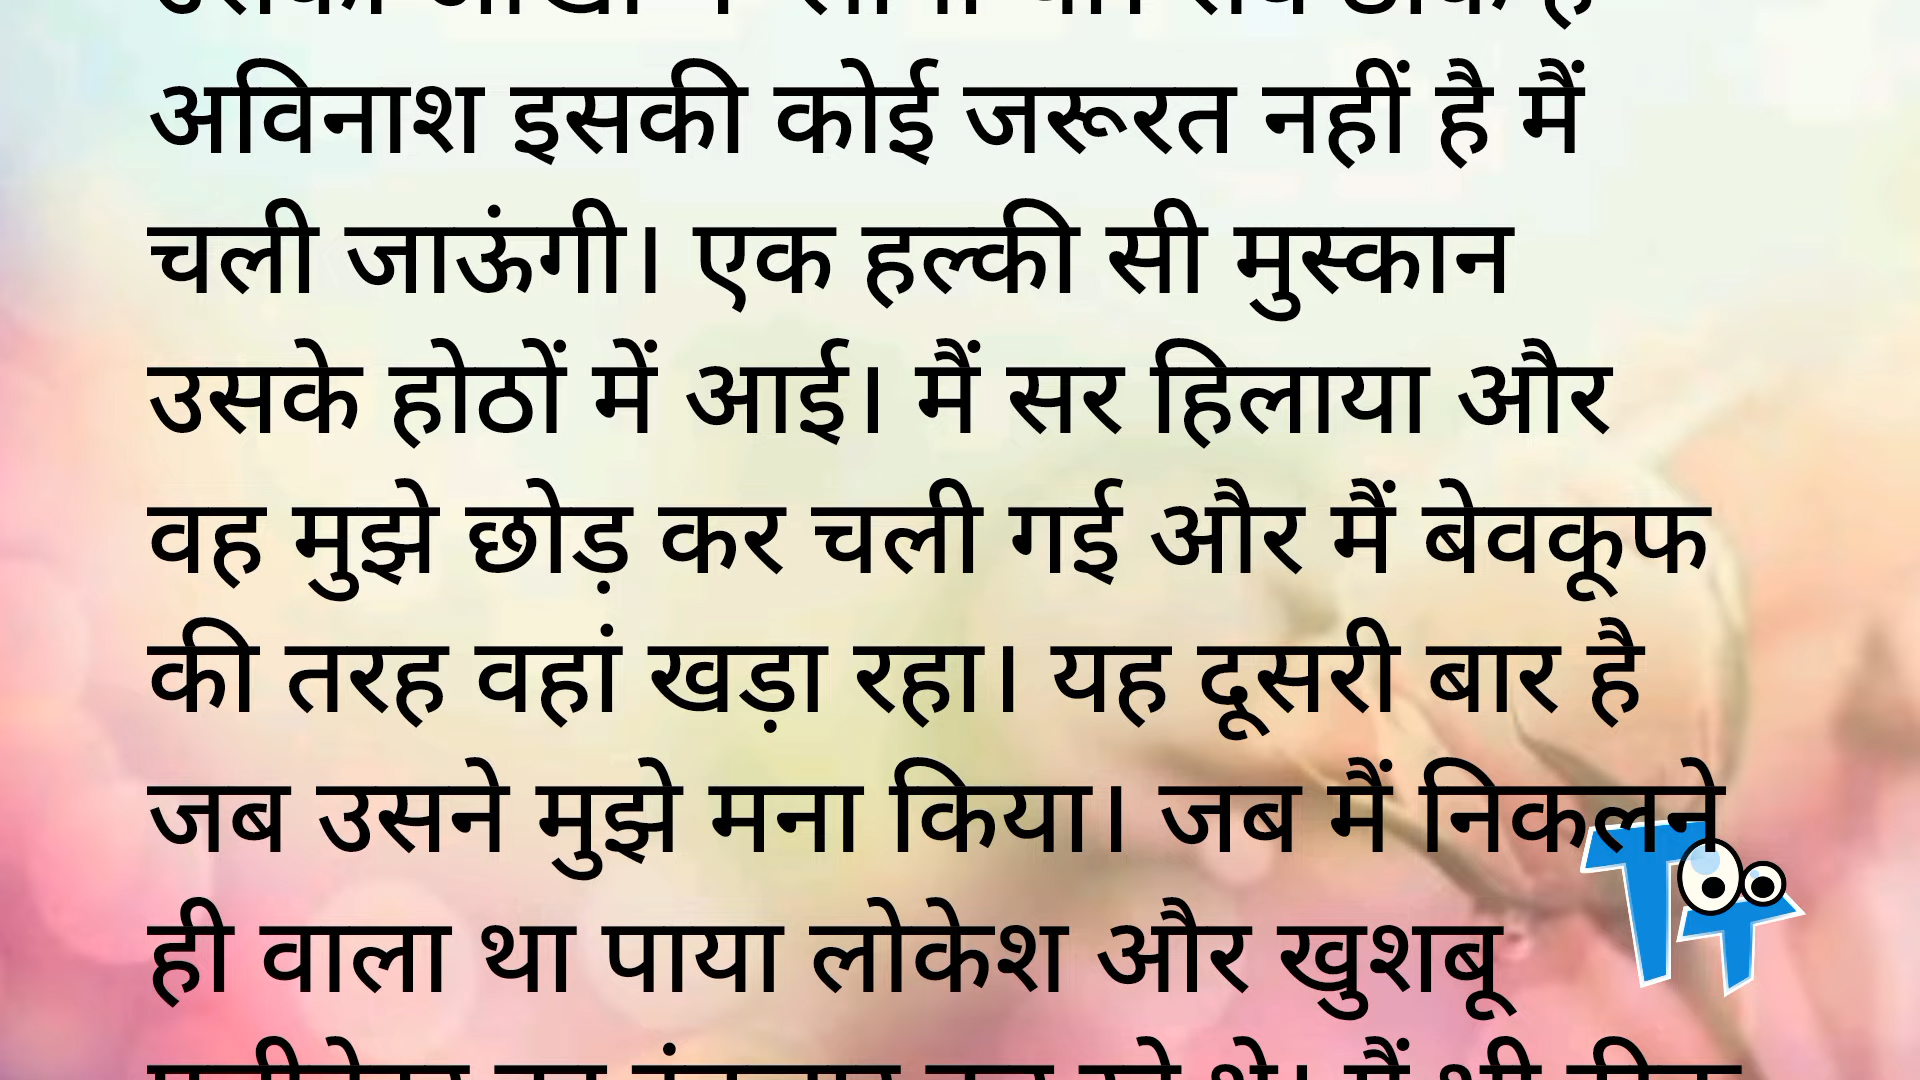 अविनाश इसकी कोई जरूरत नहीं है मैं
चली जाऊंगी। एक हल्की सी मुस्कान
उसके होठों में आई। मैं सर हिलाया और
वह मुझे छोड़ कर चली गई और मैं बेवकूफ
की तरह वहां खड़ा रहा। यह दूसरी बार है
जब उसने मुझे मना किया। जब मैं निकलने
ही वाला था पाया लोकेश और खुशबू